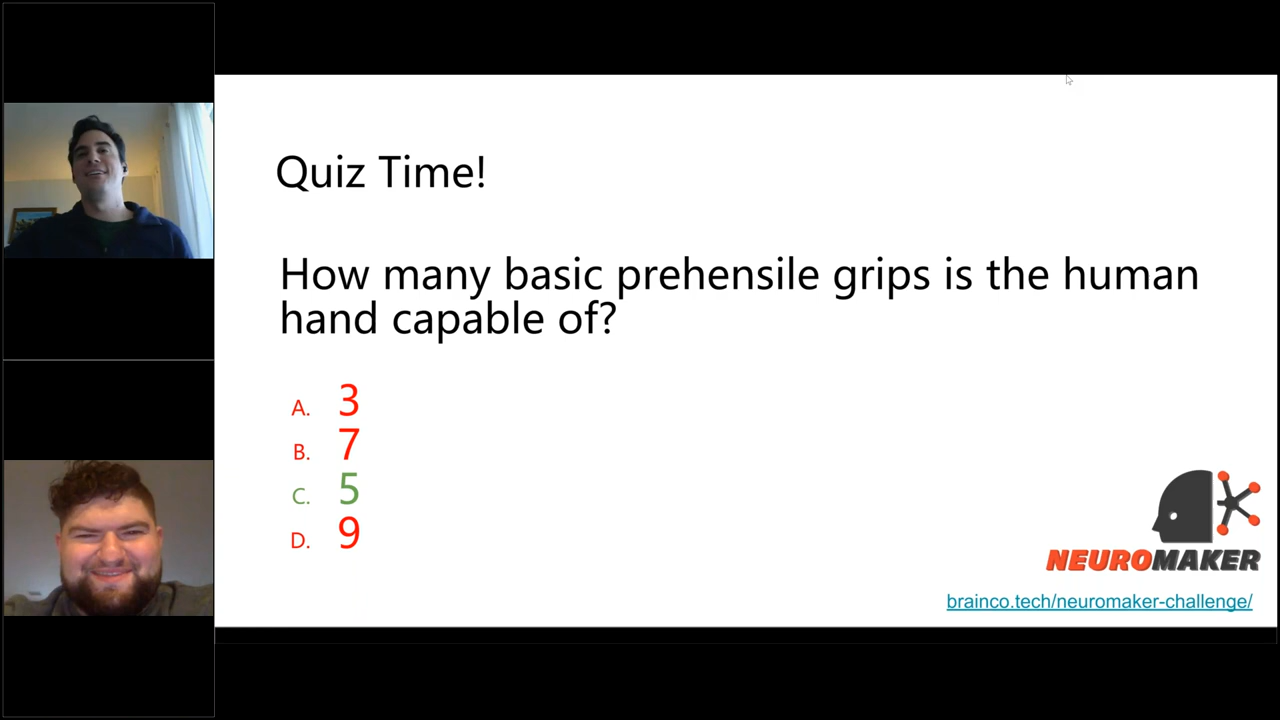 Quiz Time!
How many basic prehensile grips is the human
hand capable of?
A. 3
B. 7
C. 5
D. 9
NEUROMAKER
brainco.tech/neuromaker-challenge/